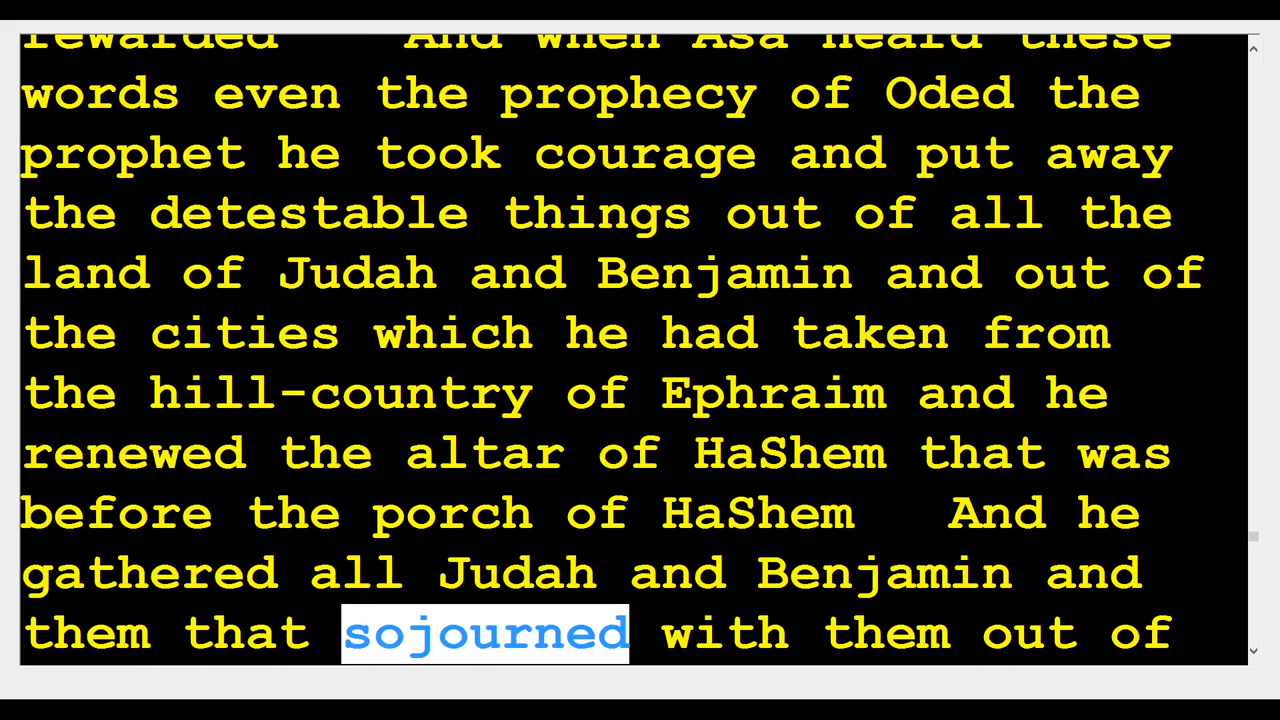 rewarded And when Asa heard these
words even the prophecy of Oded the
prophet he took courage and put away
the detestable things out of all the
land of Judah and Benjamin and out of
the cities which he had taken from
the hill-country of Ephraim and he
renewed the altar of HaShem that was
before the porch of HaShem And he
gathered all Judah and Benjamin and
them that sojourned with them out of